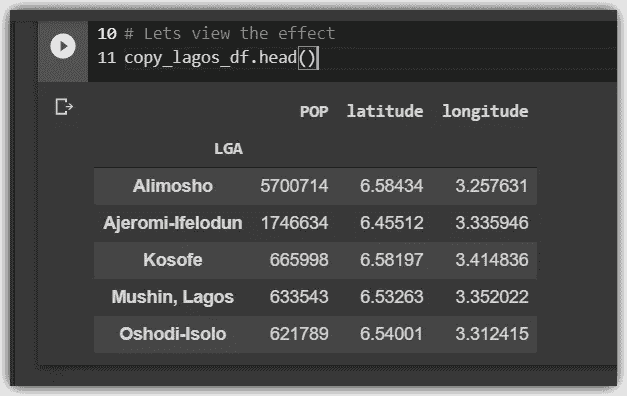 10 # Lets view the effect
11 copy_lagos_df.head()
POP latitude longitude
LGA
Alimosho 5700714 6.58434 3.257631
Ajeromi-Ifelodun 1746634 6.45512 3.335946
Kosofe 665998 6.58197 3.414836
Mushin, Lagos 633543 6.53263 3.352022
Oshodi-Isolo 621789 6.54001 3.312415